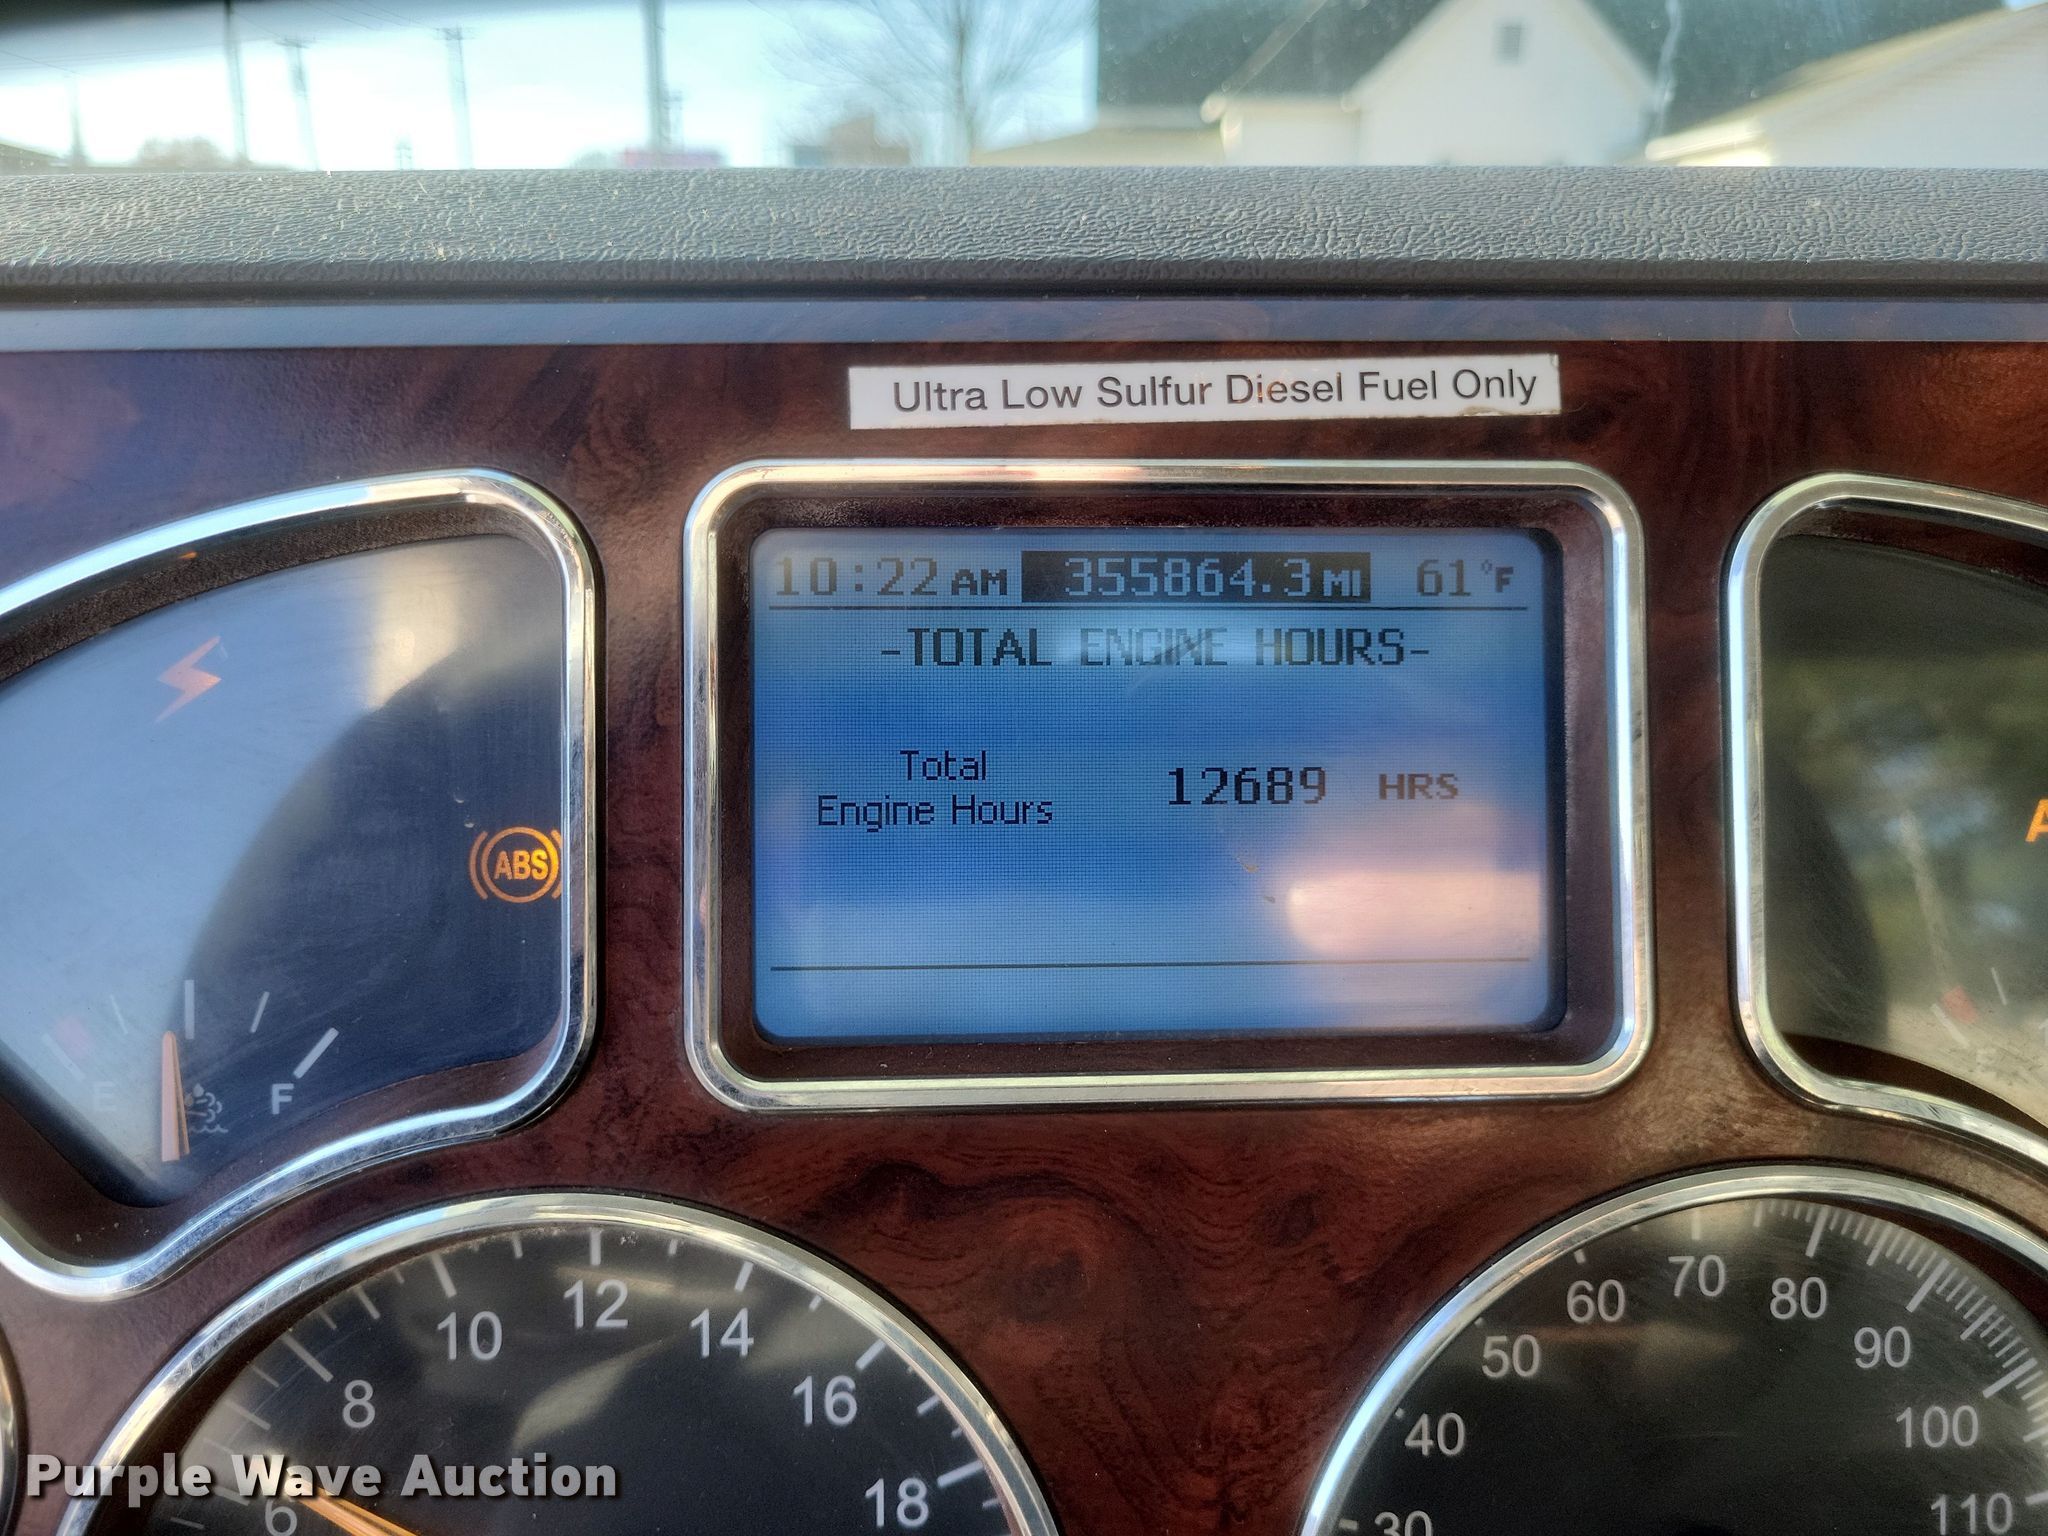 Ultra Low Sulfur Diesel Fuel Only
10:22 AM 355864.3 MI 61°F
-TOTAL ENGINE HOURS-
Total
Engine Hours
12689 HRS
ABS
E F
6 8 10 12 14 16 18
30 40 50 60 70 80 90 100 110
Purple Wave Auction